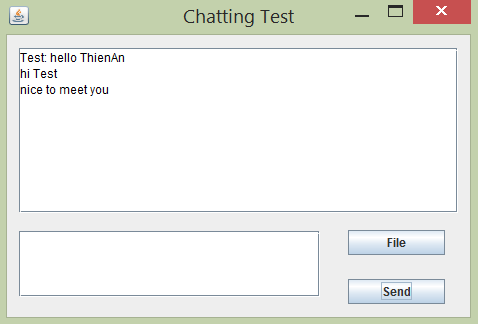 Chatting Test
Test: hello ThienAn
hi Test
nice to meet you
File
Send